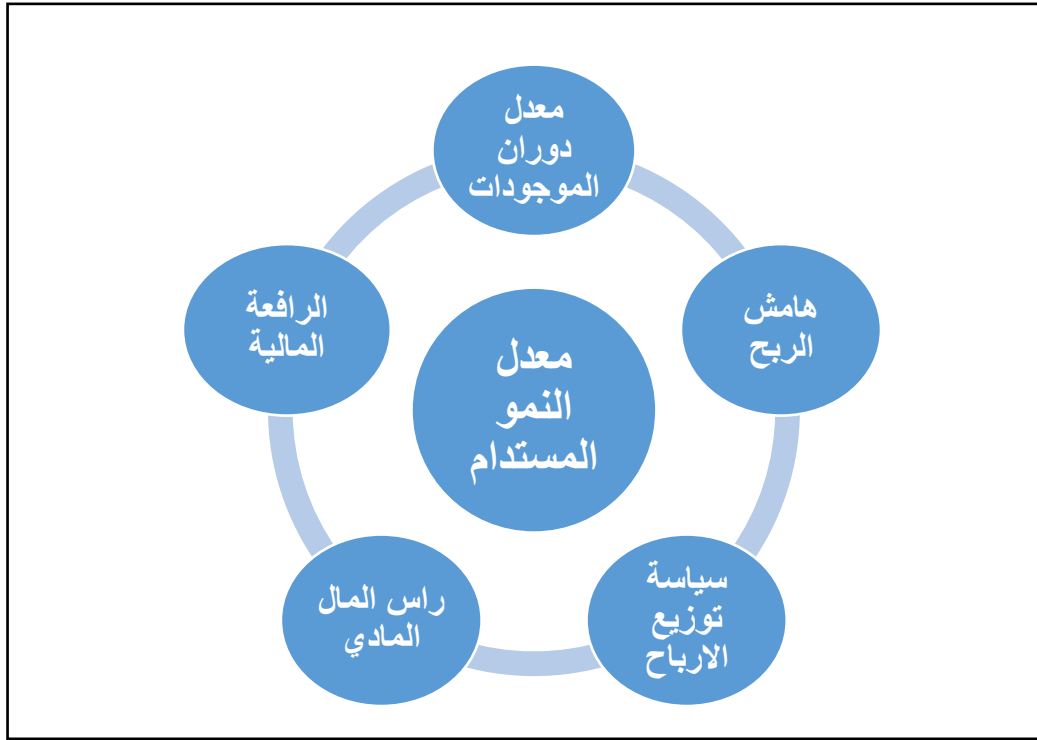 معدل
دوران
الموجودات
هامش
الربح
الرافعة
المالية
معدل
النمو
المستدام
سياسة
توزيع
الارباح
راس المال
المادي